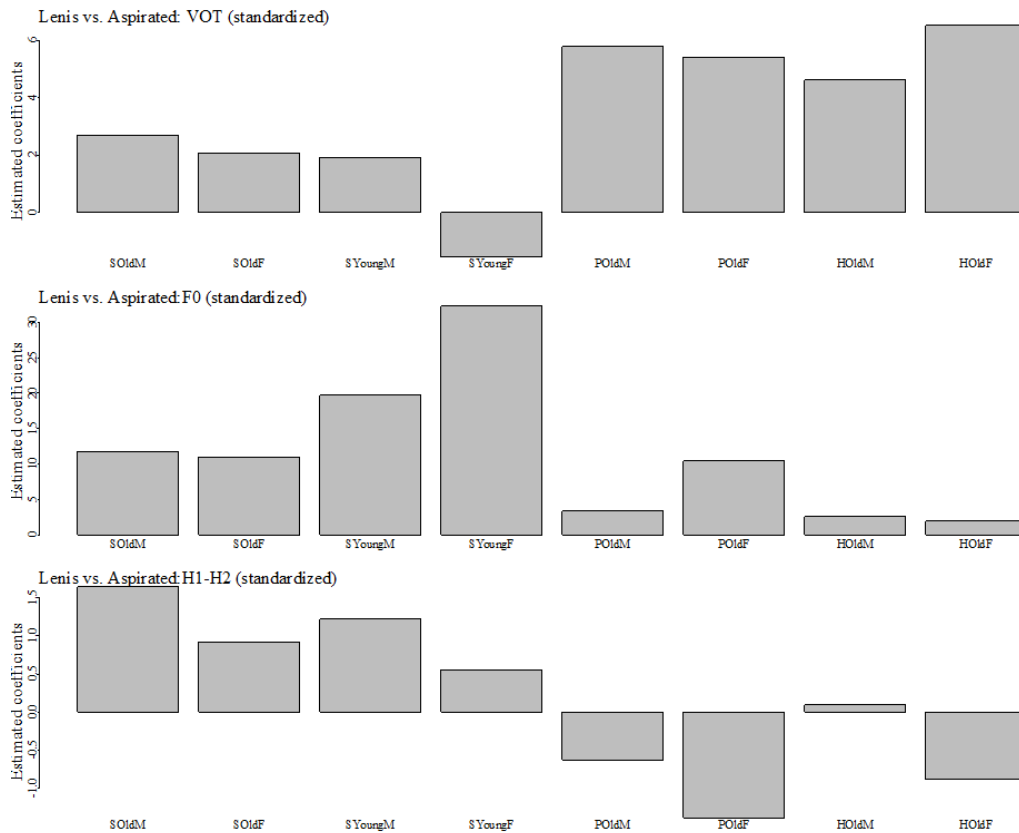 Lenis vs. Aspirated: VOT (standardized)
Estimated coefficients
0 2 4 6
SOldM SOldF SYoungM SYoungF POldM POldF HOldM HOldF
Lenis vs. Aspirated:F0 (standardized)
Estimated coefficients
0 5 10 15 20 25 30
SOldM SOldF SYoungM SYoungF POldM POldF HOldM HOldF
Lenis vs. Aspirated:H1-H2 (standardized)
Estimated coefficients
-1.0 -0.5 0.0 0.5 1.0 1.5
SOldM SOldF SYoungM SYoungF POldM POldF HOldM HOldF